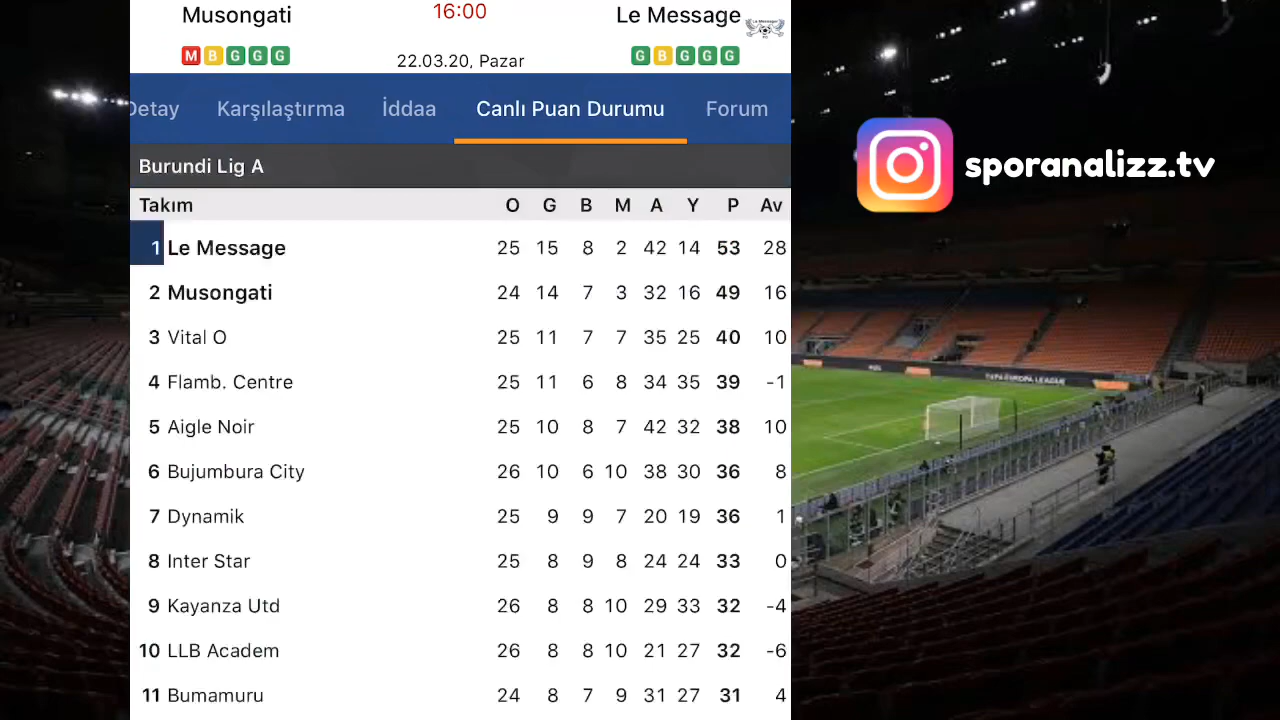 Musongati
16:00
Le Message
M B G G G
22.03.20, Pazar
G B G G G
Detay Karşılaştırma İddaa Canlı Puan Durumu Forum
Burundi Lig A
Takım O G B M A Y P Av
1 Le Message 25 15 8 2 42 14 53 28
2 Musongati 24 14 7 3 32 16 49 16
3 Vital O 25 11 7 7 35 25 40 10
4 Flamb. Centre 25 11 6 8 34 35 39 -1
5 Aigle Noir 25 10 8 7 42 32 38 10
6 Bujumbura City 26 10 6 10 38 30 36 8
7 Dynamik 25 9 9 7 20 19 36 1
8 Inter Star 25 8 9 8 24 24 33 0
9 Kayanza Utd 26 8 8 10 29 33 32 -4
10 LLB Academ 26 8 8 10 21 27 32 -6
11 Bumamuru 24 8 7 9 31 27 31 4
sporanalizz.tv
UEFA EUROPA LEAGUE